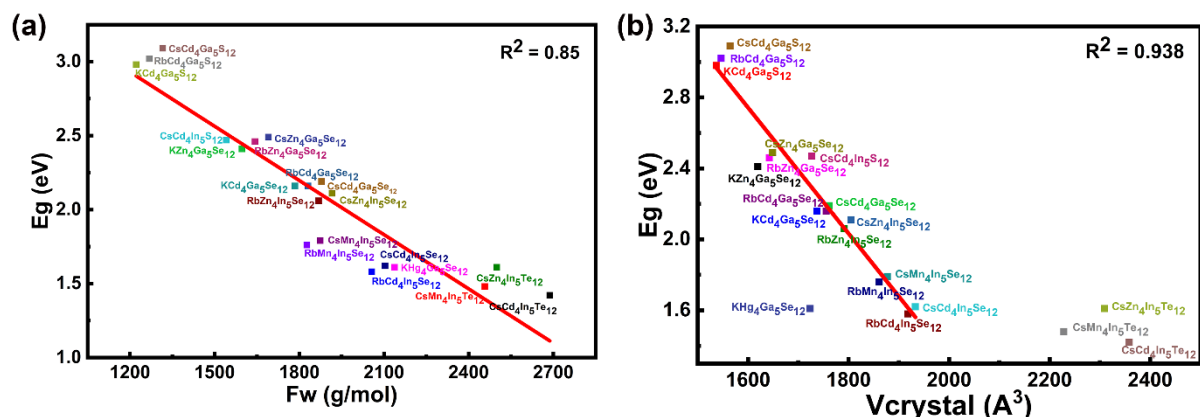 (a)
R² = 0.85
CsCd₄Ga₅S₁₂
RbCd₄Ga₅S₁₂
KCd₄Ga₅S₁₂
CsCd₄In₅S₁₂
CsZn₄Ga₅Se₁₂
KZn₄Ga₅Se₁₂
RbZn₄Ga₅Se₁₂
RbCd₄Ga₅Se₁₂
KCd₄Ga₅Se₁₂
CsCd₄Ga₅Se₁₂
RbZn₄In₅Se₁₂
CsZn₄In₅Se₁₂
CsMn₄In₅Se₁₂
RbMn₄In₅Se₁₂
CsCd₄In₅Se₁₂
KHg₄Ga₅Se₁₂
RbCd₄In₅Se₁₂
CsZn₄In₅Te₁₂
CsMn₄In₅Te₁₂
CsCd₄In₅Te₁₂
3.0
2.5
2.0
1.5
1.0
Eg (eV)
1200 1500 1800 2100 2400 2700
Fw (g/mol)
(b)
R² = 0.938
CsCd₄Ga₅S₁₂
RbCd₄Ga₅S₁₂
KCd₄Ga₅S₁₂
CsZn₄Ga₅Se₁₂
CsCd₄In₅S₁₂
RbZn₄Ga₅Se₁₂
KZn₄Ga₅Se₁₂
RbCd₄Ga₅Se₁₂
CsCd₄Ga₅Se₁₂
KCd₄Ga₅Se₁₂
CsZn₄In₅Se₁₂
RbZn₄In₅Se₁₂
CsMn₄In₅Se₁₂
RbMn₄In₅Se₁₂
KHg₄Ga₅Se₁₂
CsCd₄In₅Se₁₂
RbCd₄In₅Se₁₂
CsZn₄In₅Te₁₂
CsMn₄In₅Te₁₂
CsCd₄In₅Te₁₂
3.2
2.8
2.4
2.0
1.6
Eg (eV)
1600 1800 2000 2200 2400
Vcrystal (A³)